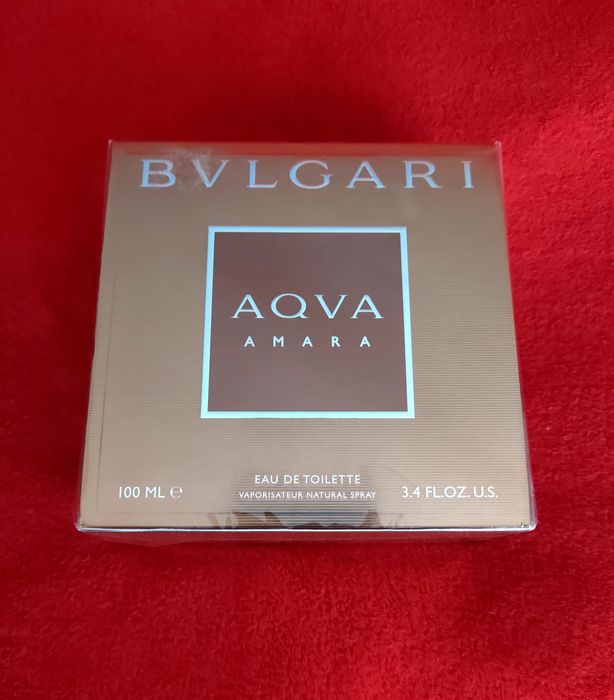 BVLGARI
AQVA
AMARA
EAU DE TOILETTE
100 ML ℮ VAPORISATEUR NATURAL SPRAY 3.4 FL.OZ. U.S.